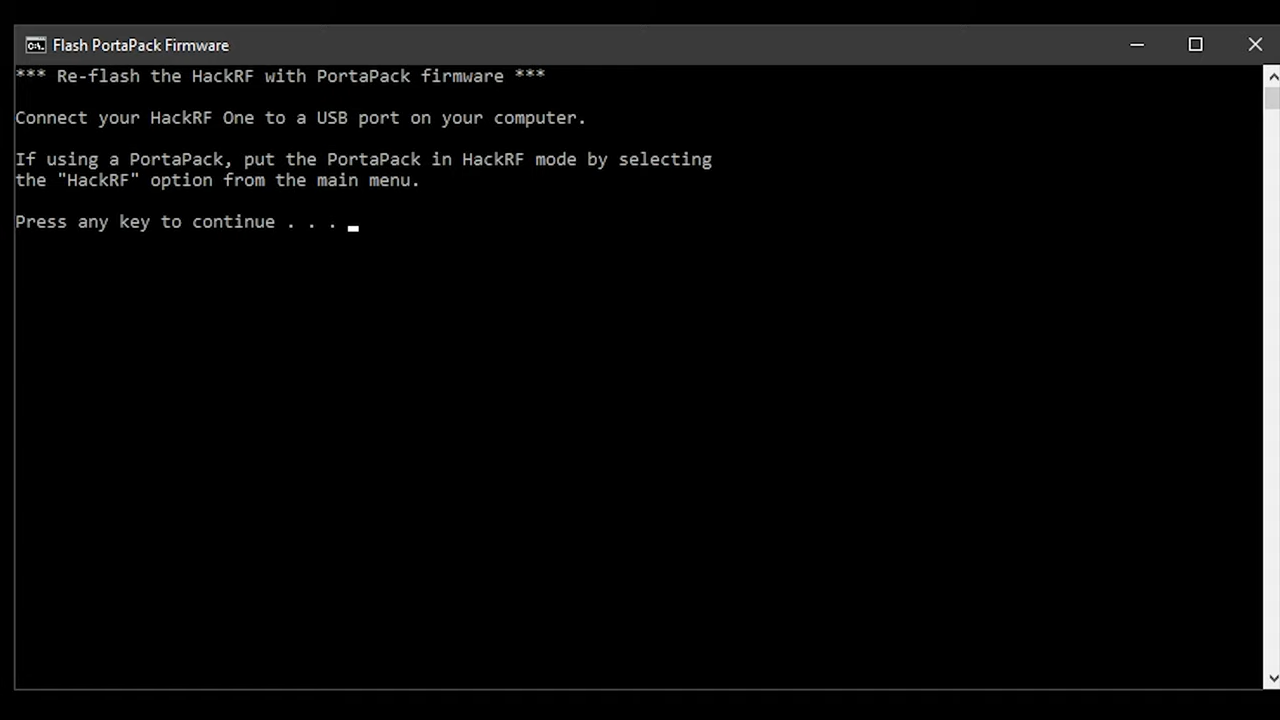 Flash PortaPack Firmware
*** Re-flash the HackRF with PortaPack firmware ***
Connect your HackRF One to a USB port on your computer.
If using a PortaPack, put the PortaPack in HackRF mode by selecting
the "HackRF" option from the main menu.
Press any key to continue . . .